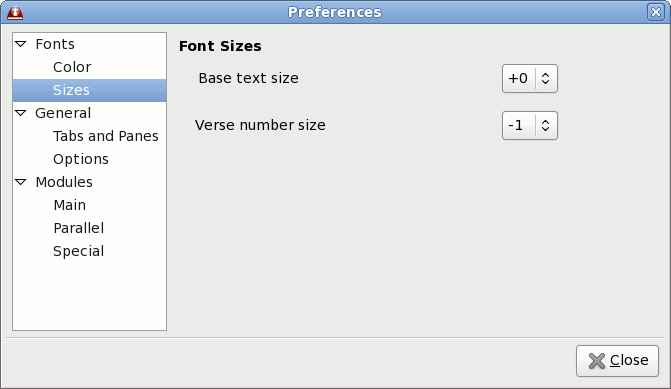 Preferences
Fonts
Color
Sizes
General
Tabs and Panes
Options
Modules
Main
Parallel
Special
Font Sizes
Base text size +0
Verse number size -1
Close